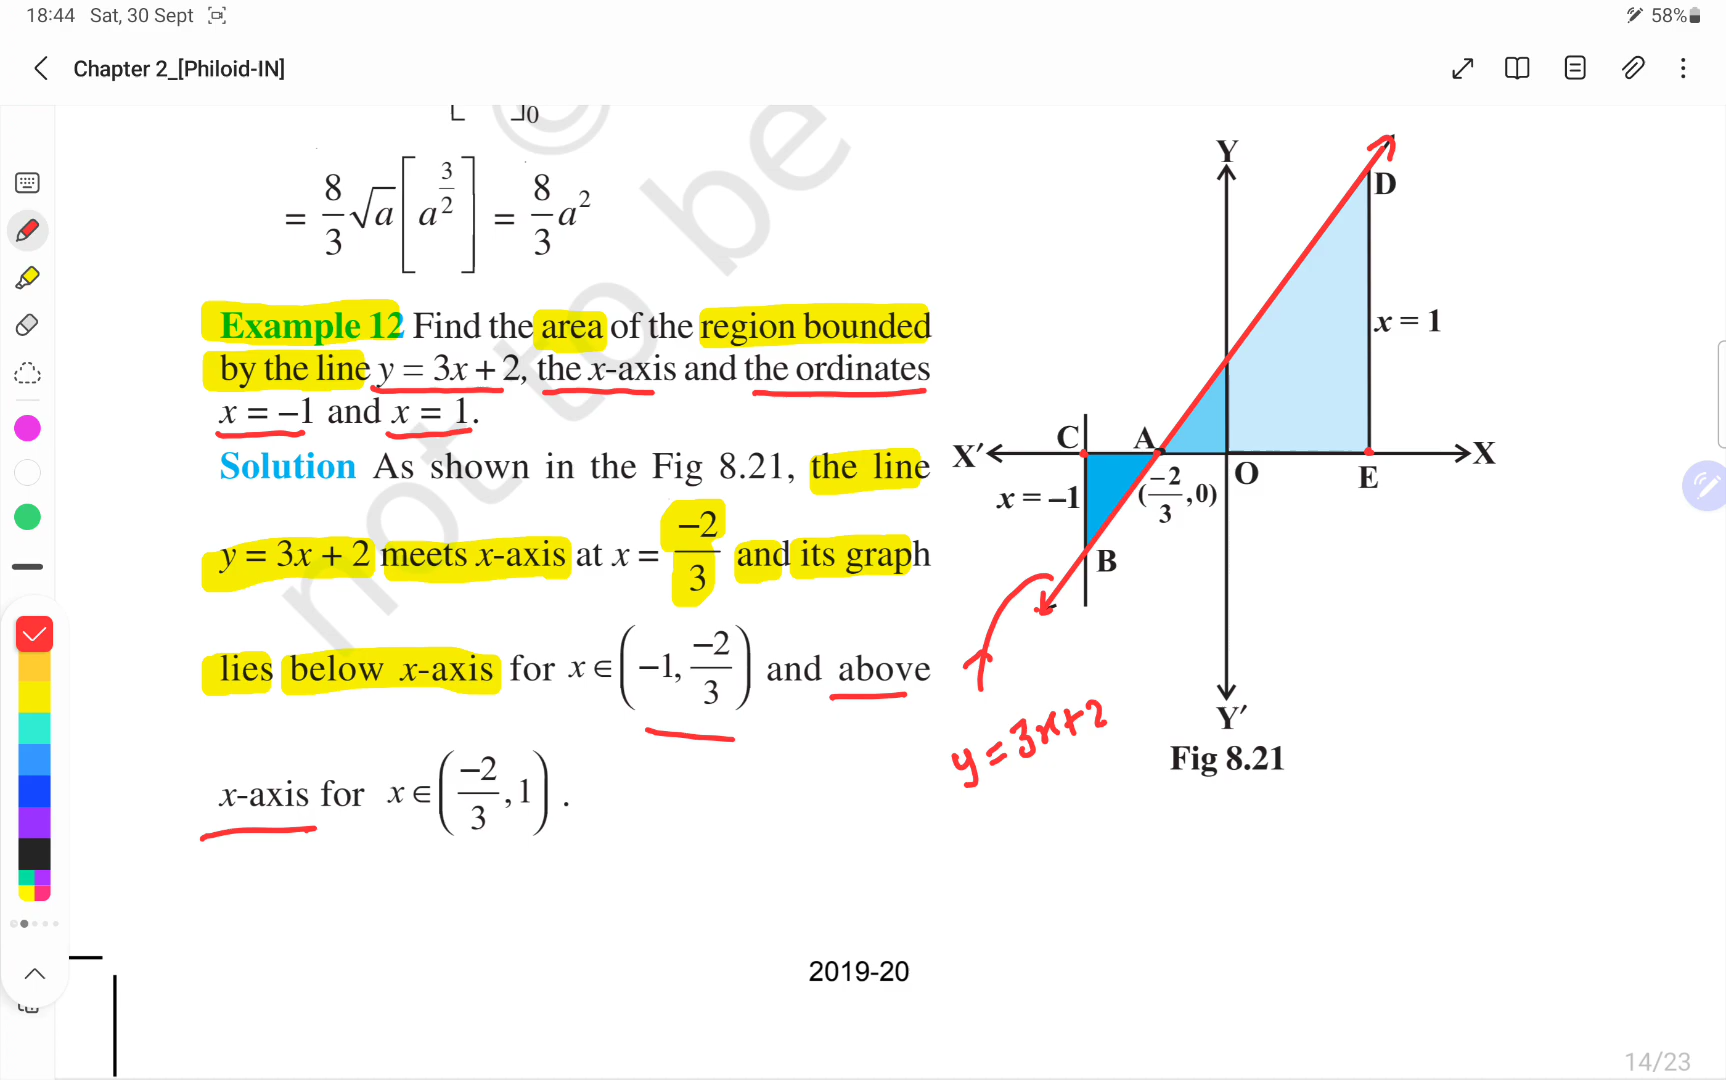 18:44 Sat, 30 Sept
58%
Chapter 2_[Philoid-IN]
0
= 8/3 √a [a^(3/2)] = 8/3 a²
Example 12 Find the area of the region bounded
by the line y = 3x + 2, the x-axis and the ordinates
x = –1 and x = 1.
Solution As shown in the Fig 8.21, the line
y = 3x + 2 meets x-axis at x = –2/3 and its graph
lies below x-axis for x ∈ (–1, –2/3) and above
x-axis for x ∈ (–2/3, 1) .
Y
D
x = 1
C A
X′ X
x = –1
(–2/3 ,0)
O
E
B
y = 3x+2
Y′
Fig 8.21
not to be
©
2019-20
14/23